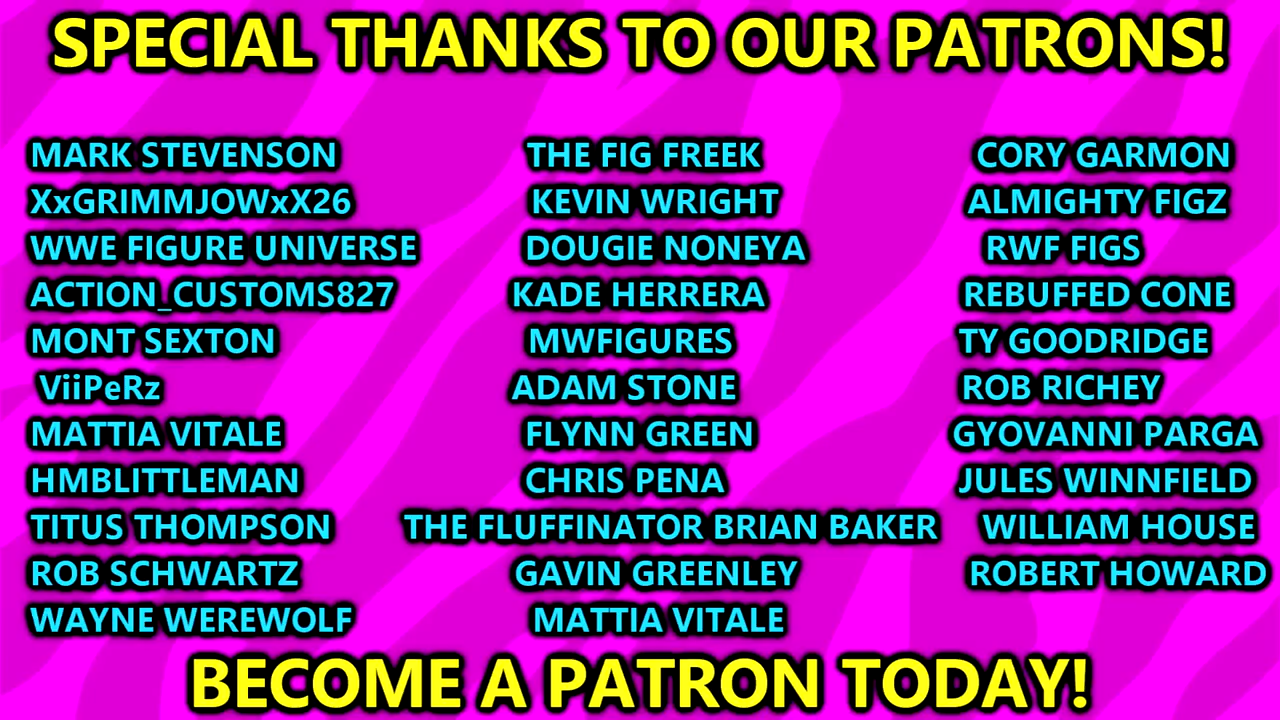 SPECIAL THANKS TO OUR PATRONS!
MARK STEVENSON
XxGRIMMJOWxX26
WWE FIGURE UNIVERSE
ACTION_CUSTOMS827
MONT SEXTON
ViiPeRz
MATTIA VITALE
HMBLITTLEMAN
TITUS THOMPSON
ROB SCHWARTZ
WAYNE WEREWOLF
THE FIG FREEK
KEVIN WRIGHT
DOUGIE NONEYA
KADE HERRERA
MWFIGURES
ADAM STONE
FLYNN GREEN
CHRIS PENA
THE FLUFFINATOR BRIAN BAKER
GAVIN GREENLEY
MATTIA VITALE
CORY GARMON
ALMIGHTY FIGZ
RWF FIGS
REBUFFED CONE
TY GOODRIDGE
ROB RICHEY
GYOVANNI PARGA
JULES WINNFIELD
WILLIAM HOUSE
ROBERT HOWARD
BECOME A PATRON TODAY!